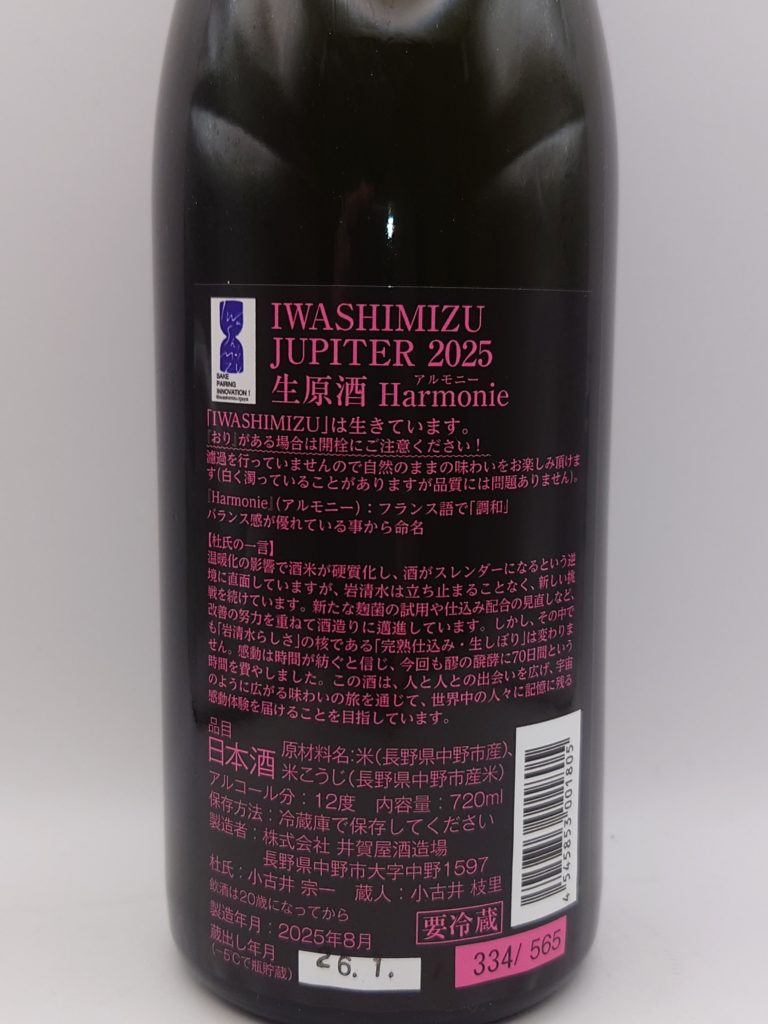 SAKE
PAIRING
INNOVATION !
IWASHIMIZU
JUPITER 2025
アルモニー
生原酒 Harmonie
「IWASHIMIZU」は生きています。
『おり』がある場合は開栓にご注意ください！
濾過を行っていませんので自然のままの味わいをお楽しみ頂けま
す(白く濁っていることがありますが品質には問題ありません)。
『Harmonie』(アルモニー)：フランス語で「調和」
バランス感が優れている事から命名
【杜氏の一言】
温暖化の影響で酒米が硬質化し、酒がスレンダーになるという逆
境に直面していますが、岩清水は立ち止まることなく、新しい挑
戦を続けています。新たな麹菌の試用や仕込み配合の見直しなど、
改善の努力を重ねて酒造りに邁進しています。しかし、その中で
も「岩清水らしさ」の核である「完熟仕込み・生しぼり」は変わりま
せん。感動は時間が紡ぐと信じ、今回も醪の醗酵に70日間という
時間を費やしました。この酒は、人と人との出会いを広げ、宇宙
のように広がる味わいの旅を通じて、世界中の人々に記憶に残る
感動体験を届けることを目指しています。
品目
日本酒 原材料名:米(長野県中野市産)、
米こうじ(長野県中野市産米)
アルコール分：12度 内容量：720ml
保存方法：冷蔵庫で保存してください
製造者：株式会社 井賀屋酒造場
長野県中野市大字中野1597
杜氏：小古井 宗一 蔵人：小古井 枝里
飲酒は20歳になってから
製造年月：2025年8月
要冷蔵
蔵出し年月
(−5℃で瓶貯蔵)
26.1.
334/ 565
4 545853 001805